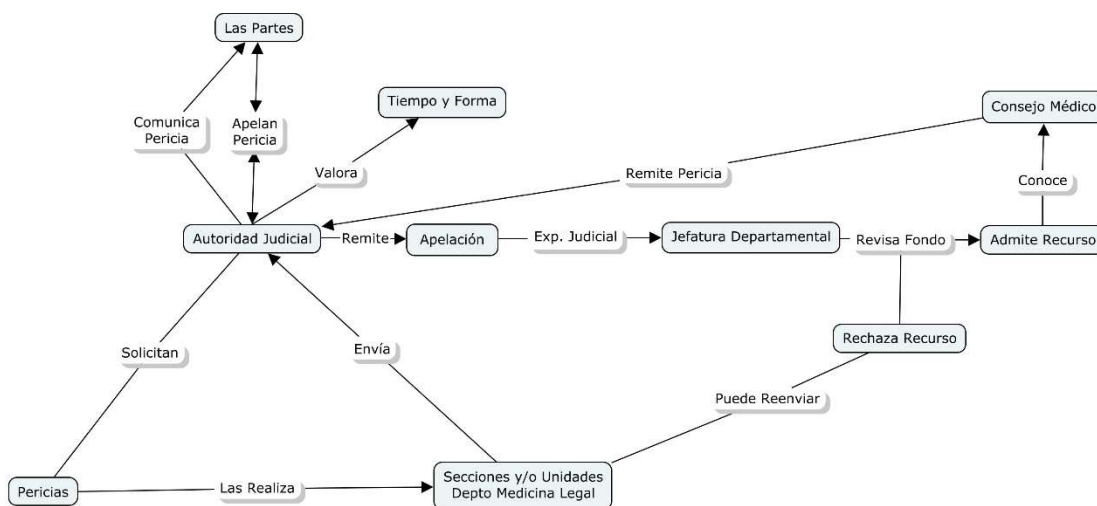 Las Partes
Tiempo y Forma
Consejo Médico
Comunica
Pericia
Apelan
Pericia
Valora
Remite Pericia
Conoce
Autoridad Judicial
Remite
Apelación
Exp. Judicial
Jefatura Departamental
Revisa Fondo
Admite Recurso
Rechaza Recurso
Solicitan
Envía
Puede Reenviar
Pericias
Las Realiza
Secciones y/o Unidades
Depto Medicina Legal